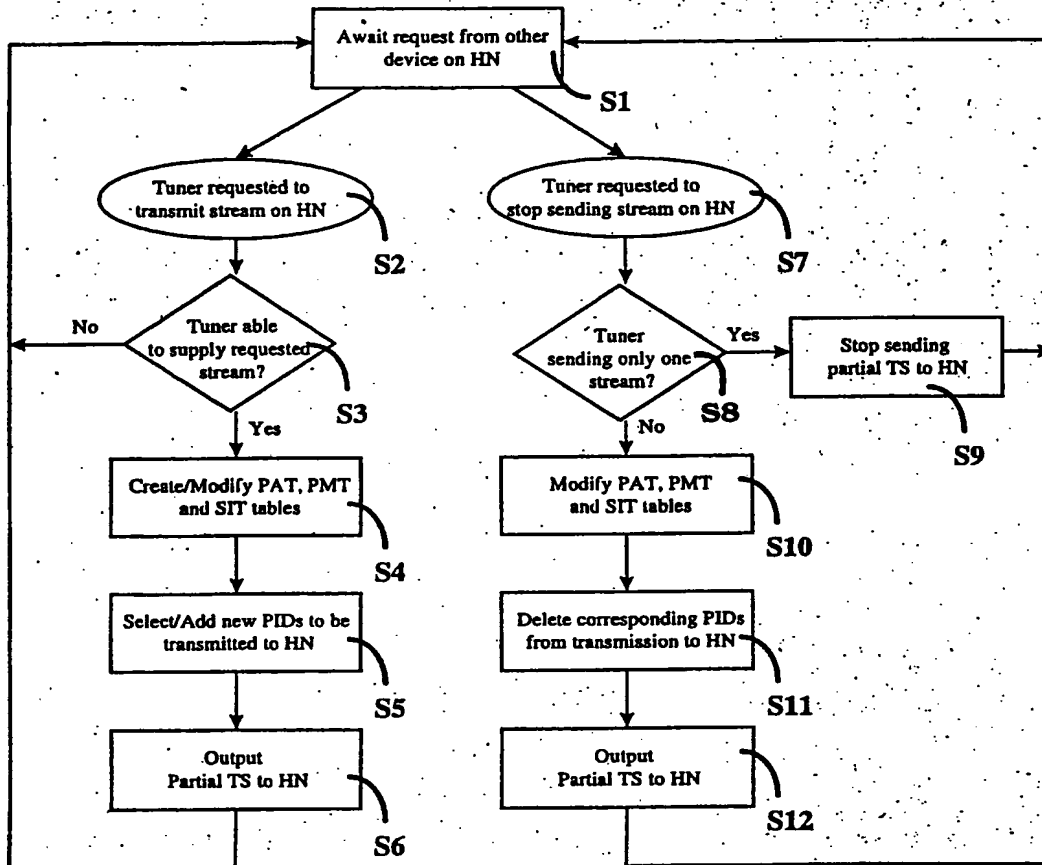 Await request from other
device on HN
S1
Tuner requested to
transmit stream on HN
S2
Tuner requested to
stop sending stream on HN
S7
No
Tuner able
to supply requested
stream?
S3
Yes
Tuner
sending only one
stream?
S8
Yes
Stop sending
partial TS to HN
S9
No
Create/Modify PAT, PMT
and SIT tables
S4
Modify PAT, PMT
and SIT tables
S10
Select/Add new PIDs to be
transmitted to HN
S5
Delete corresponding PIDs
from transmission to HN
S11
Output
Partial TS to HN
S6
Output
Partial TS to HN
S12